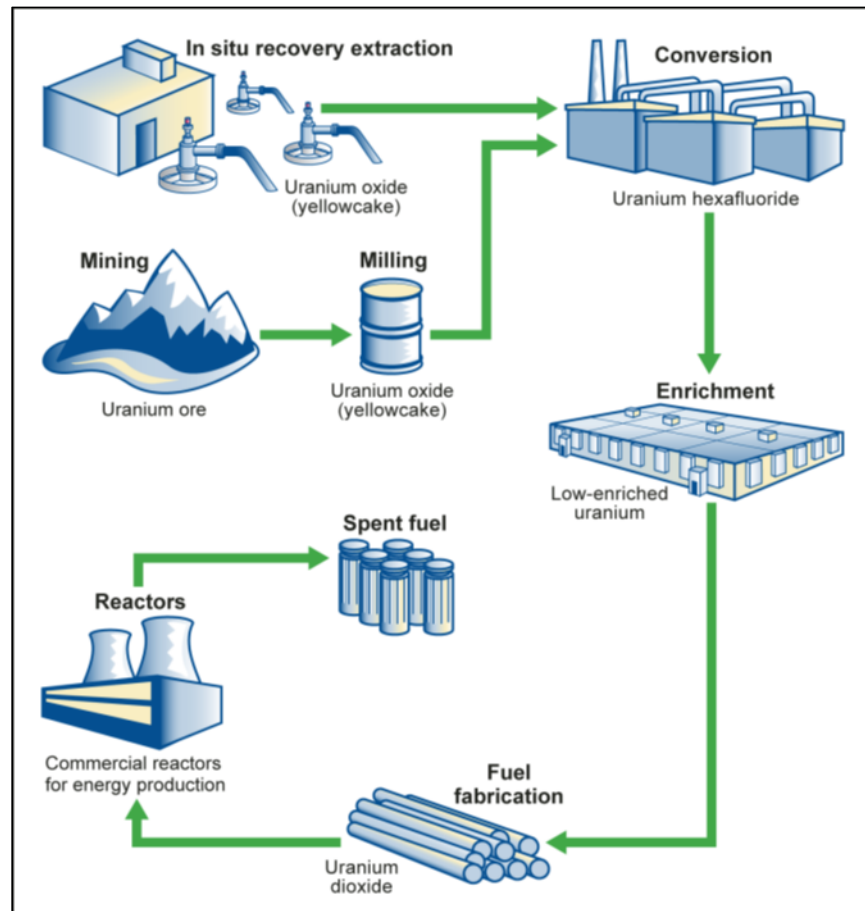 In situ recovery extraction
Uranium oxide
(yellowcake)
Conversion
Uranium hexafluoride
Mining
Uranium ore
Milling
Uranium oxide
(yellowcake)
Enrichment
Low-enriched
uranium
Fuel
fabrication
Uranium
dioxide
Reactors
Commercial reactors
for energy production
Spent fuel